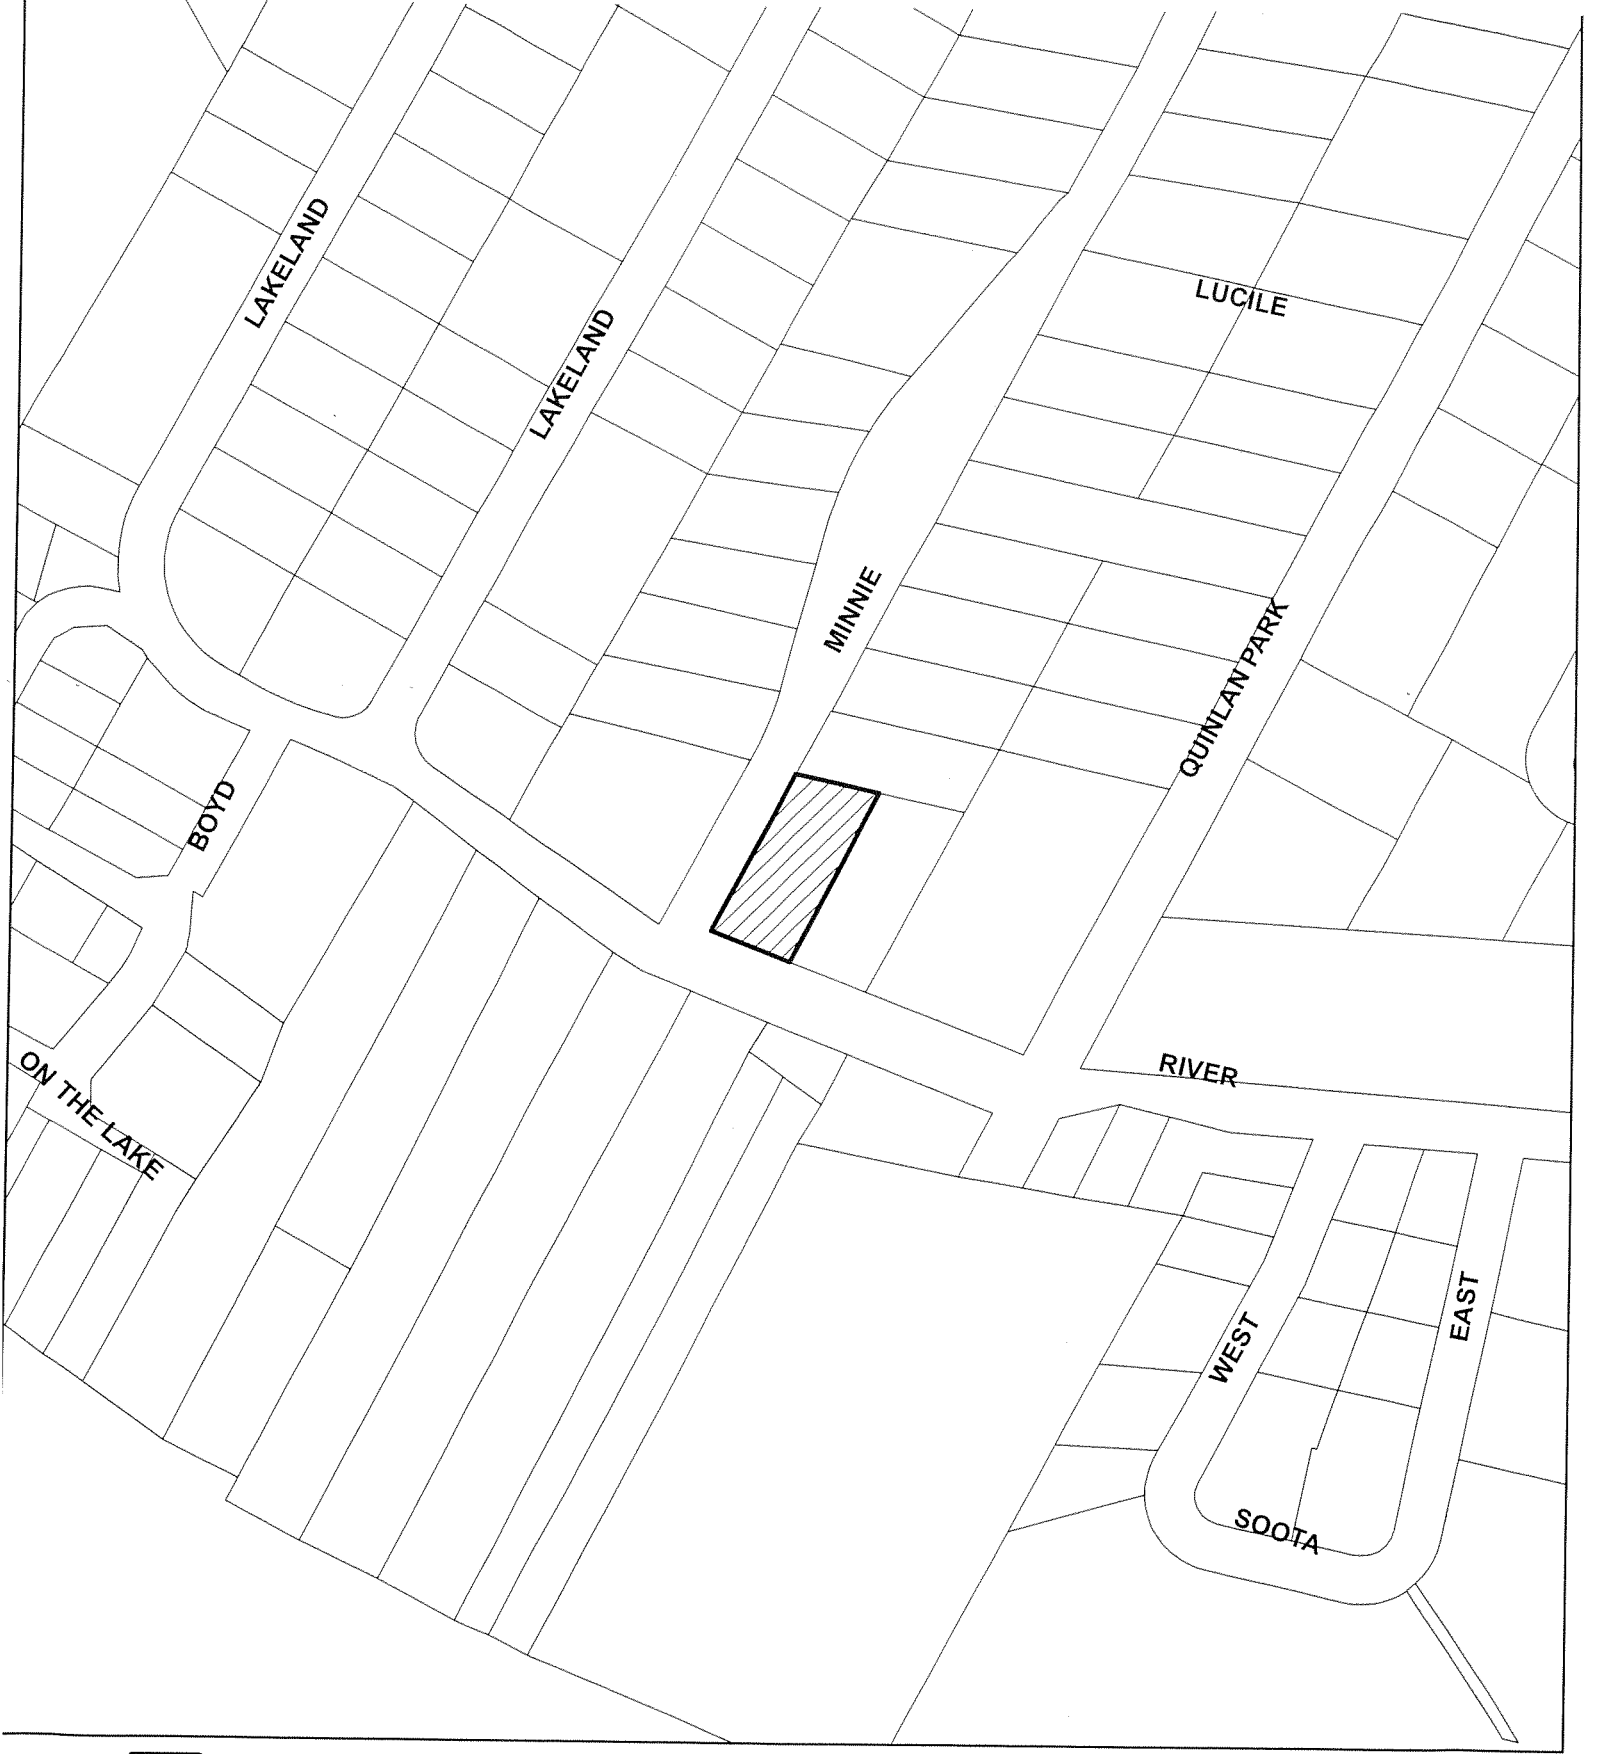 LAKELAND
LUCILE
LAKELAND
MINNIE
QUINLAN PARK
BOYD
ON THE LAKE
RIVER
WEST
EAST
SOOTA